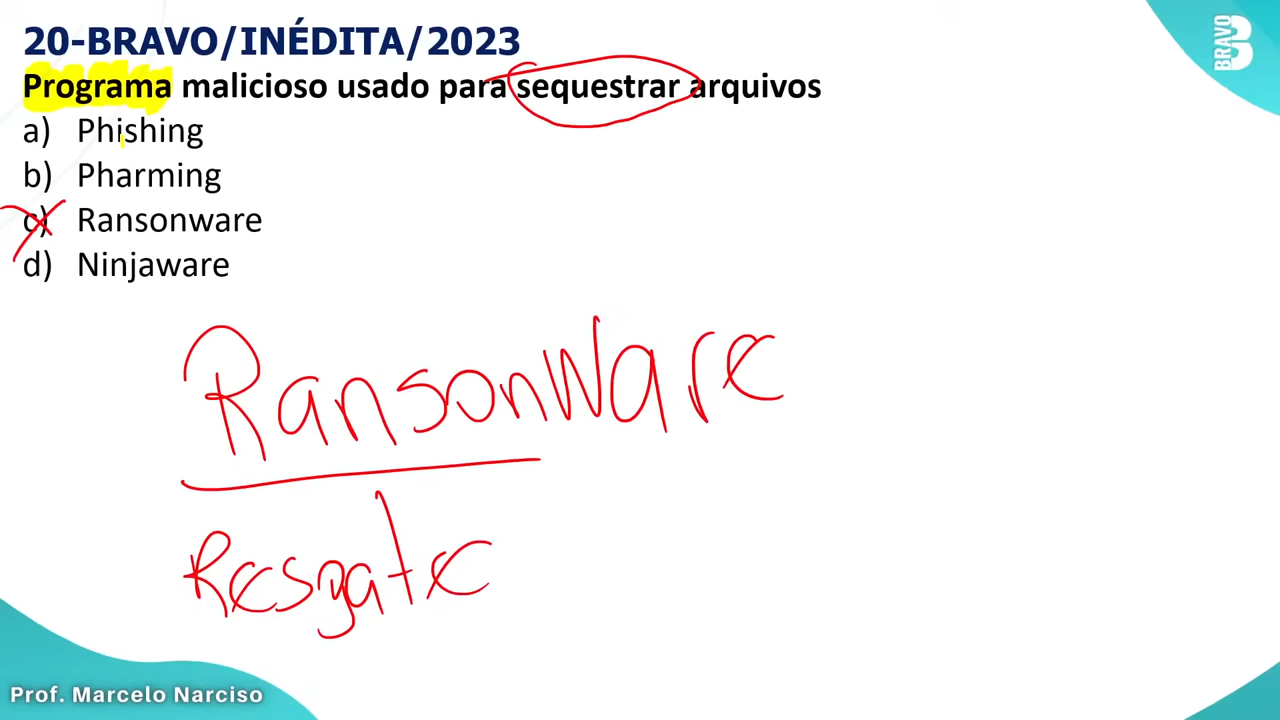 20-BRAVO/INÉDITA/2023
BRAVO
Programa malicioso usado para sequestrar arquivos
a) Phishing
b) Pharming
c) Ransonware
d) Ninjaware
RansonWare
Resgate
Prof. Marcelo Narciso